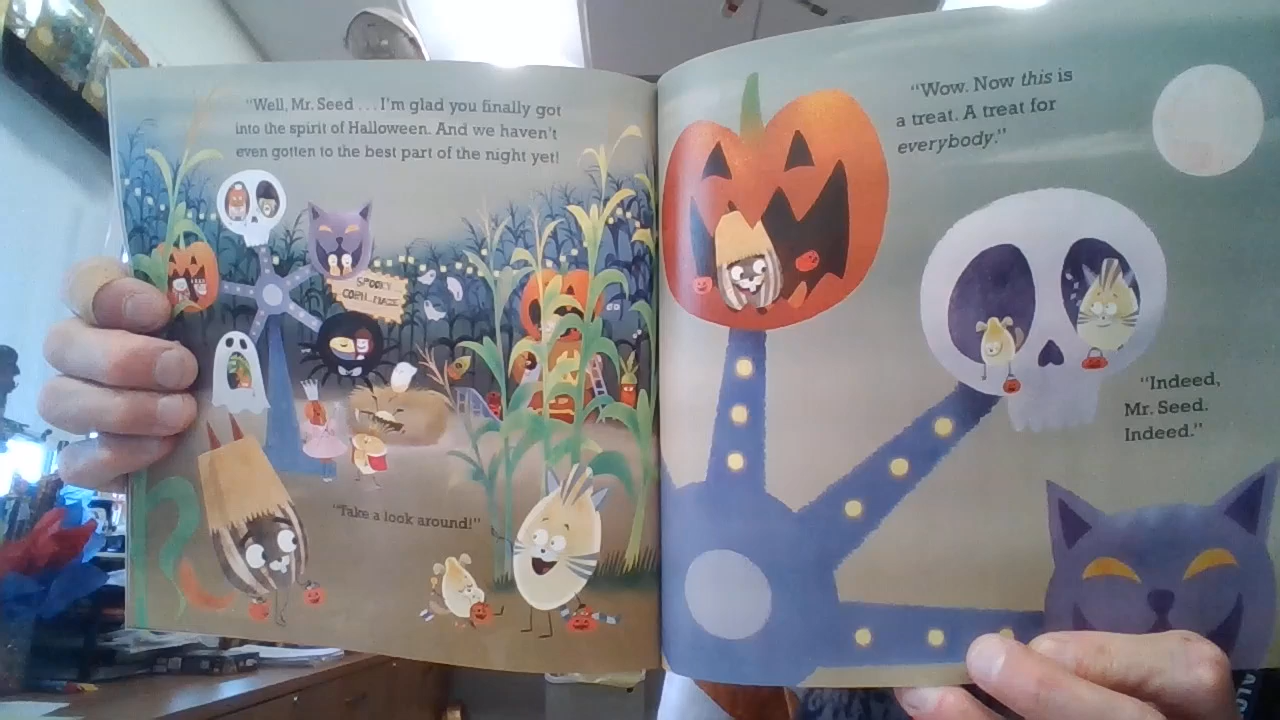 "Well, Mr. Seed . . . I'm glad you finally got
into the spirit of Halloween. And we haven't
even gotten to the best part of the night yet!
SPOOKY
CORN MAZE
"Take a look around!"
"Wow. Now this is
a treat. A treat for
everybody."
"Indeed,
Mr. Seed.
Indeed."